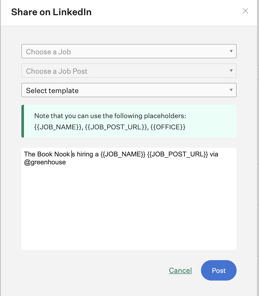 Share on LinkedIn
Choose a Job
Choose a Job Post
Select template
Note that you can use the following placeholders:
{{JOB_NAME}}, {{JOB_POST_URL}}, {{OFFICE}}
The Book Nook is hiring a {{JOB_NAME}} {{JOB_POST_URL}} via
@greenhouse
Cancel
Post